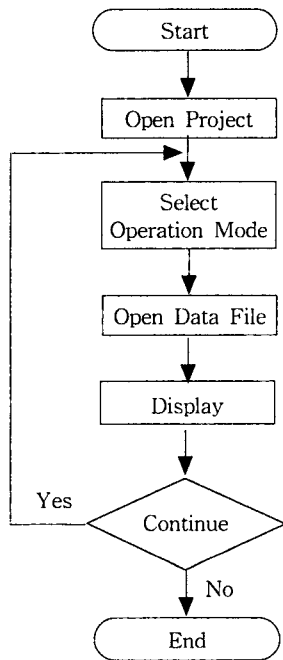 Start
Open Project
Select
Operation Mode
Open Data File
Display
Yes
Continue
No
End